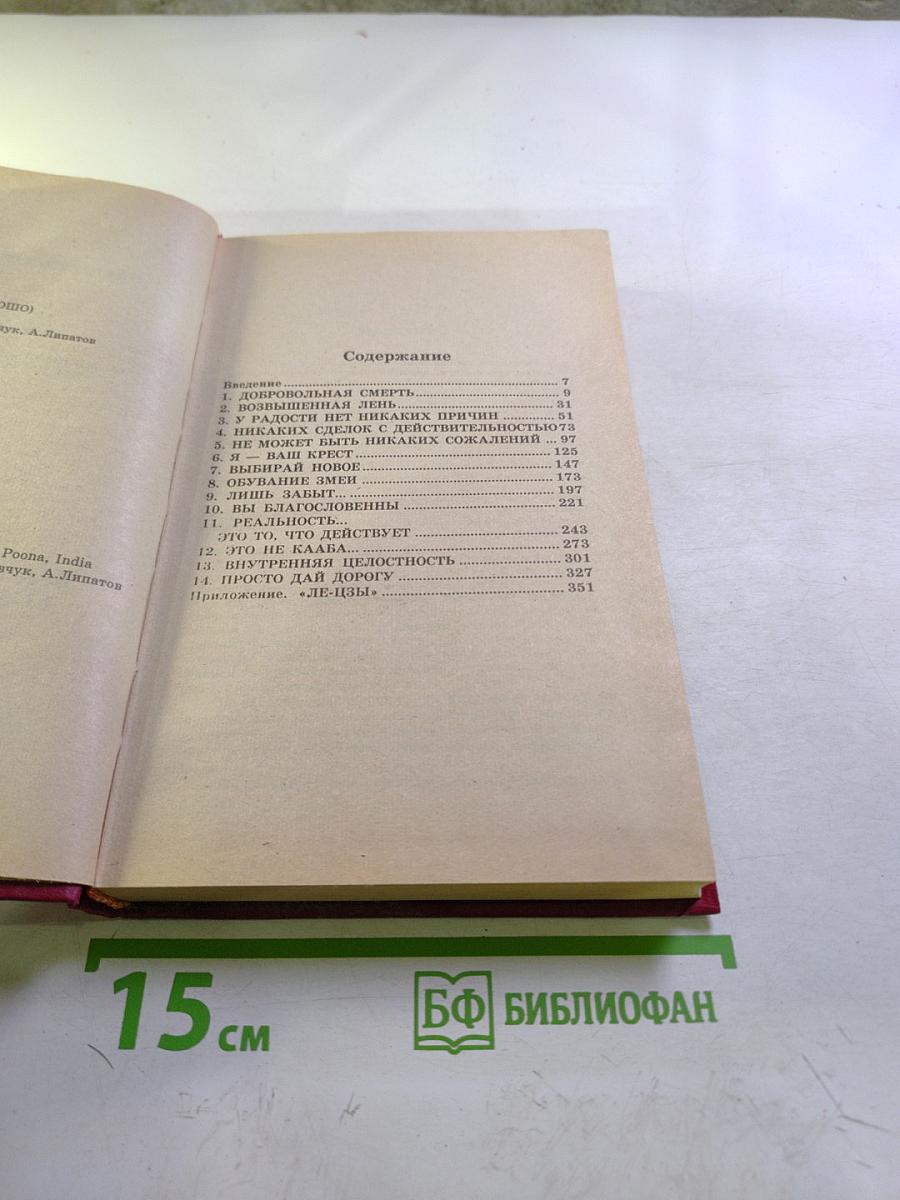 ОШО)
чук, А.Липатов
Poona, India
вчук, А.Липатов
Содержание
Введение ........ 7
1. ДОБРОВОЛЬНАЯ СМЕРТЬ........ 9
2. ВОЗВЫШЕННАЯ ЛЕНЬ........ 31
3. У РАДОСТИ НЕТ НИКАКИХ ПРИЧИН ........ 51
4. НИКАКИХ СДЕЛОК С ДЕЙСТВИТЕЛЬНОСТЬЮ73
5. НЕ МОЖЕТ БЫТЬ НИКАКИХ СОЖАЛЕНИЙ ... 97
6. Я — ВАШ КРЕСТ ........ 125
7. ВЫБИРАЙ НОВОЕ ........ 147
8. ОБУВАНИЕ ЗМЕИ ........ 173
9. ЛИШЬ ЗАБЫТ... ........ 197
10. ВЫ БЛАГОСЛОВЕННЫ ........ 221
11. РЕАЛЬНОСТЬ...
ЭТО ТО, ЧТО ДЕЙСТВУЕТ ........ 243
12. ЭТО НЕ КААБА... ........ 273
13. ВНУТРЕННЯЯ ЦЕЛОСТНОСТЬ ........ 301
14. ПРОСТО ДАЙ ДОРОГУ ........ 327
Приложение. «ЛЕ-ЦЗЫ» ........ 351
15 см
БФ БИБЛИОФАН